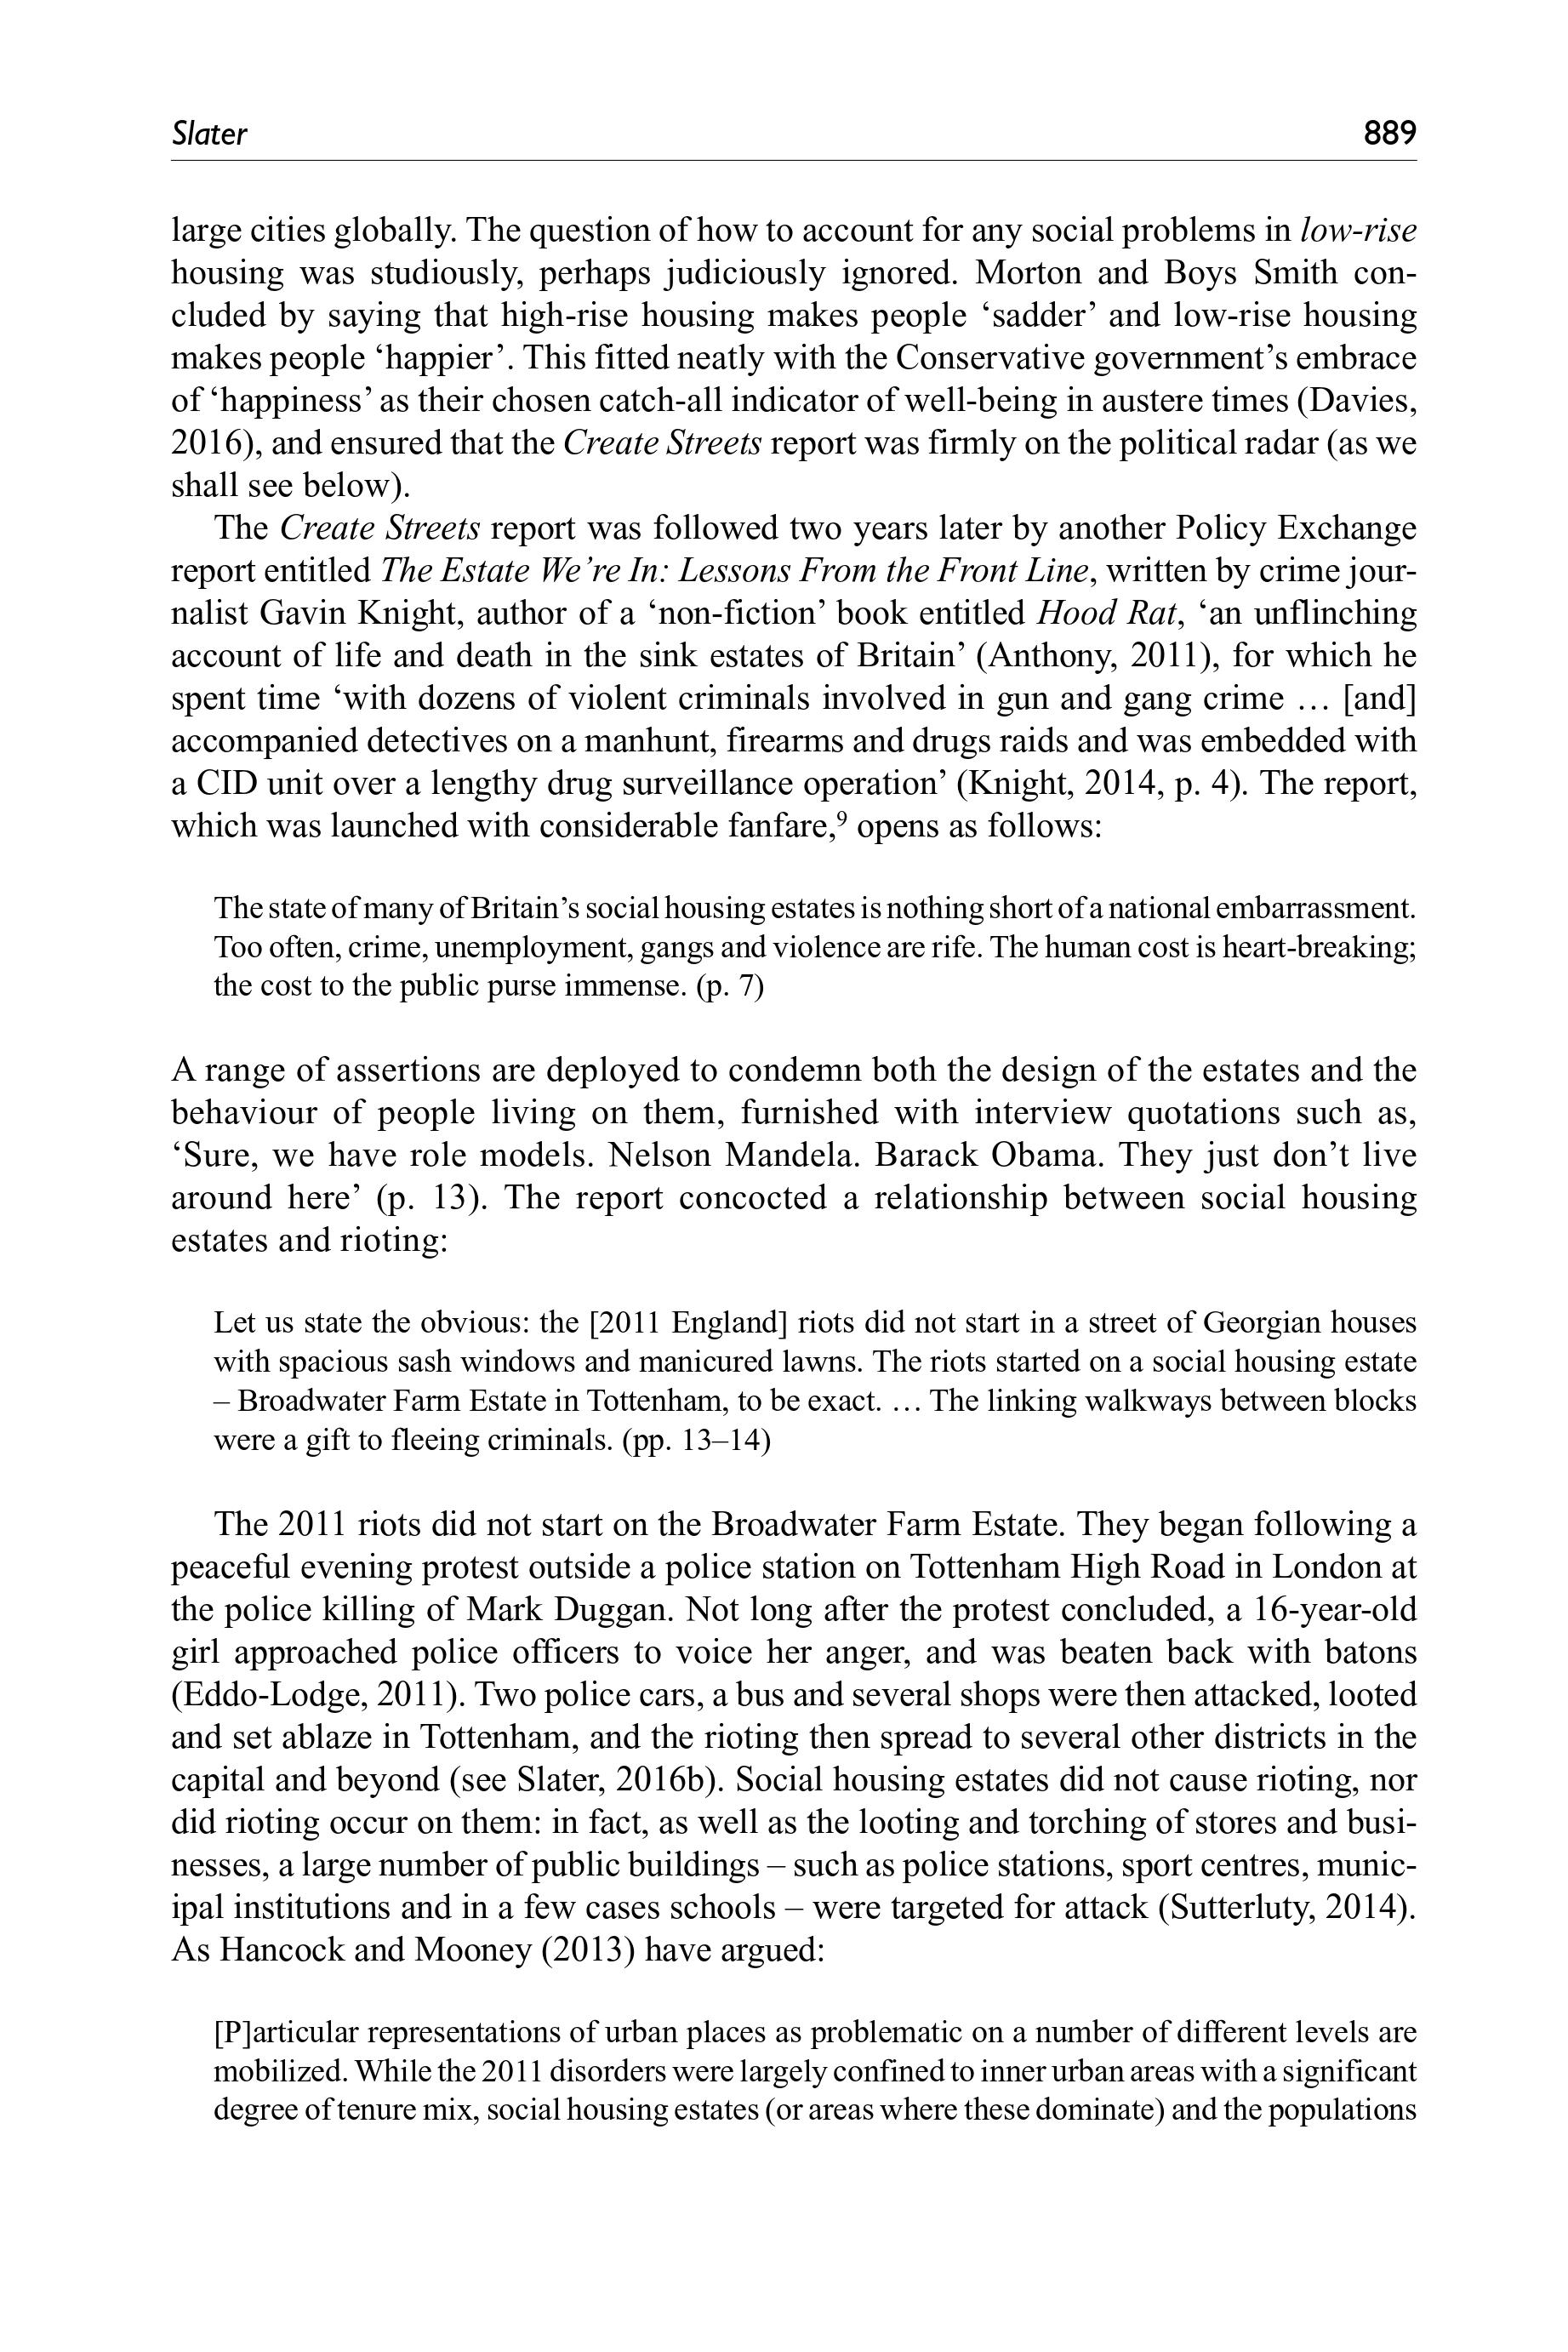 Slater 889
large cities globally. The question of how to account for any social problems in low-rise
housing was studiously, perhaps judiciously ignored. Morton and Boys Smith con-
cluded by saying that high-rise housing makes people ‘sadder’ and low-rise housing
makes people ‘happier’. This fitted neatly with the Conservative government’s embrace
of ‘happiness’ as their chosen catch-all indicator of well-being in austere times (Davies,
2016), and ensured that the Create Streets report was firmly on the political radar (as we
shall see below).
The Create Streets report was followed two years later by another Policy Exchange
report entitled The Estate We’re In: Lessons From the Front Line, written by crime jour-
nalist Gavin Knight, author of a ‘non-fiction’ book entitled Hood Rat, ‘an unflinching
account of life and death in the sink estates of Britain’ (Anthony, 2011), for which he
spent time ‘with dozens of violent criminals involved in gun and gang crime … [and]
accompanied detectives on a manhunt, firearms and drugs raids and was embedded with
a CID unit over a lengthy drug surveillance operation’ (Knight, 2014, p. 4). The report,
which was launched with considerable fanfare,⁹ opens as follows:
The state of many of Britain’s social housing estates is nothing short of a national embarrassment.
Too often, crime, unemployment, gangs and violence are rife. The human cost is heart-breaking;
the cost to the public purse immense. (p. 7)
A range of assertions are deployed to condemn both the design of the estates and the
behaviour of people living on them, furnished with interview quotations such as,
‘Sure, we have role models. Nelson Mandela. Barack Obama. They just don’t live
around here’ (p. 13). The report concocted a relationship between social housing
estates and rioting:
Let us state the obvious: the [2011 England] riots did not start in a street of Georgian houses
with spacious sash windows and manicured lawns. The riots started on a social housing estate
– Broadwater Farm Estate in Tottenham, to be exact. … The linking walkways between blocks
were a gift to fleeing criminals. (pp. 13–14)
The 2011 riots did not start on the Broadwater Farm Estate. They began following a
peaceful evening protest outside a police station on Tottenham High Road in London at
the police killing of Mark Duggan. Not long after the protest concluded, a 16-year-old
girl approached police officers to voice her anger, and was beaten back with batons
(Eddo-Lodge, 2011). Two police cars, a bus and several shops were then attacked, looted
and set ablaze in Tottenham, and the rioting then spread to several other districts in the
capital and beyond (see Slater, 2016b). Social housing estates did not cause rioting, nor
did rioting occur on them: in fact, as well as the looting and torching of stores and busi-
nesses, a large number of public buildings – such as police stations, sport centres, munic-
ipal institutions and in a few cases schools – were targeted for attack (Sutterluty, 2014).
As Hancock and Mooney (2013) have argued:
[P]articular representations of urban places as problematic on a number of different levels are
mobilized. While the 2011 disorders were largely confined to inner urban areas with a significant
degree of tenure mix, social housing estates (or areas where these dominate) and the populations